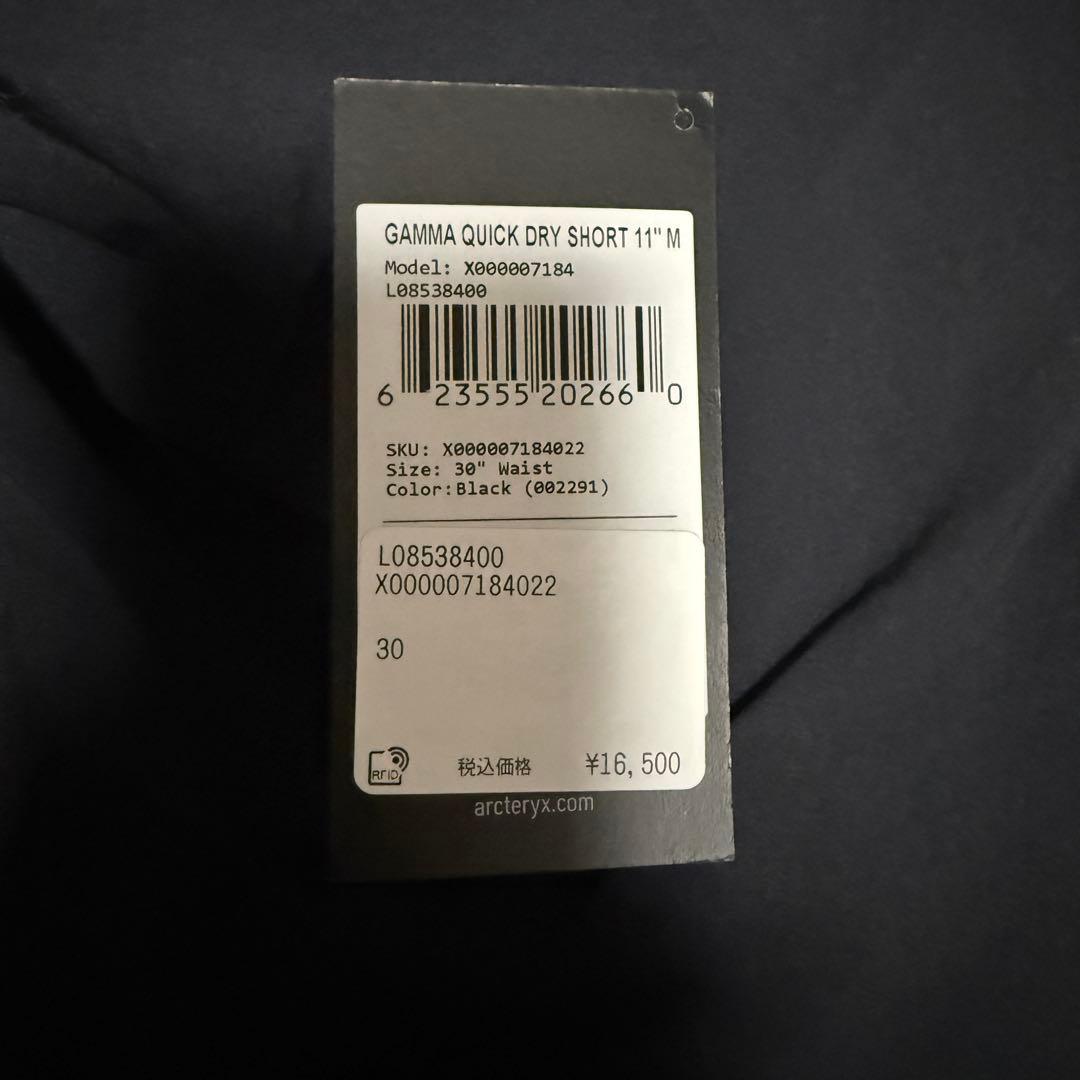 GAMMA QUICK DRY SHORT 11" M
Model: X000007184
L08538400
6 23555 20266 0
SKU: X000007184022
Size: 30" Waist
Color:Black (002291)
L08538400
X000007184022
30
RFID
税込価格 ¥16,500
arcteryx.com